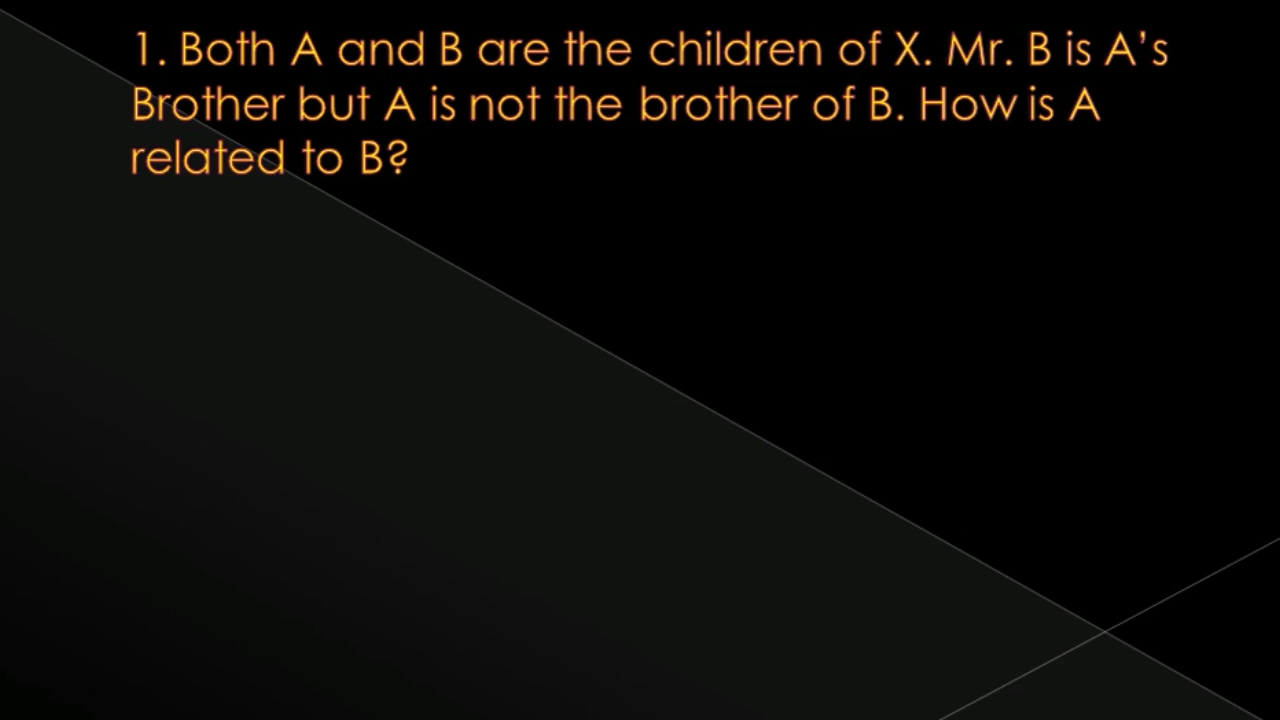 1. Both A and B are the children of X. Mr. B is A’s
Brother but A is not the brother of B. How is A
related to B?